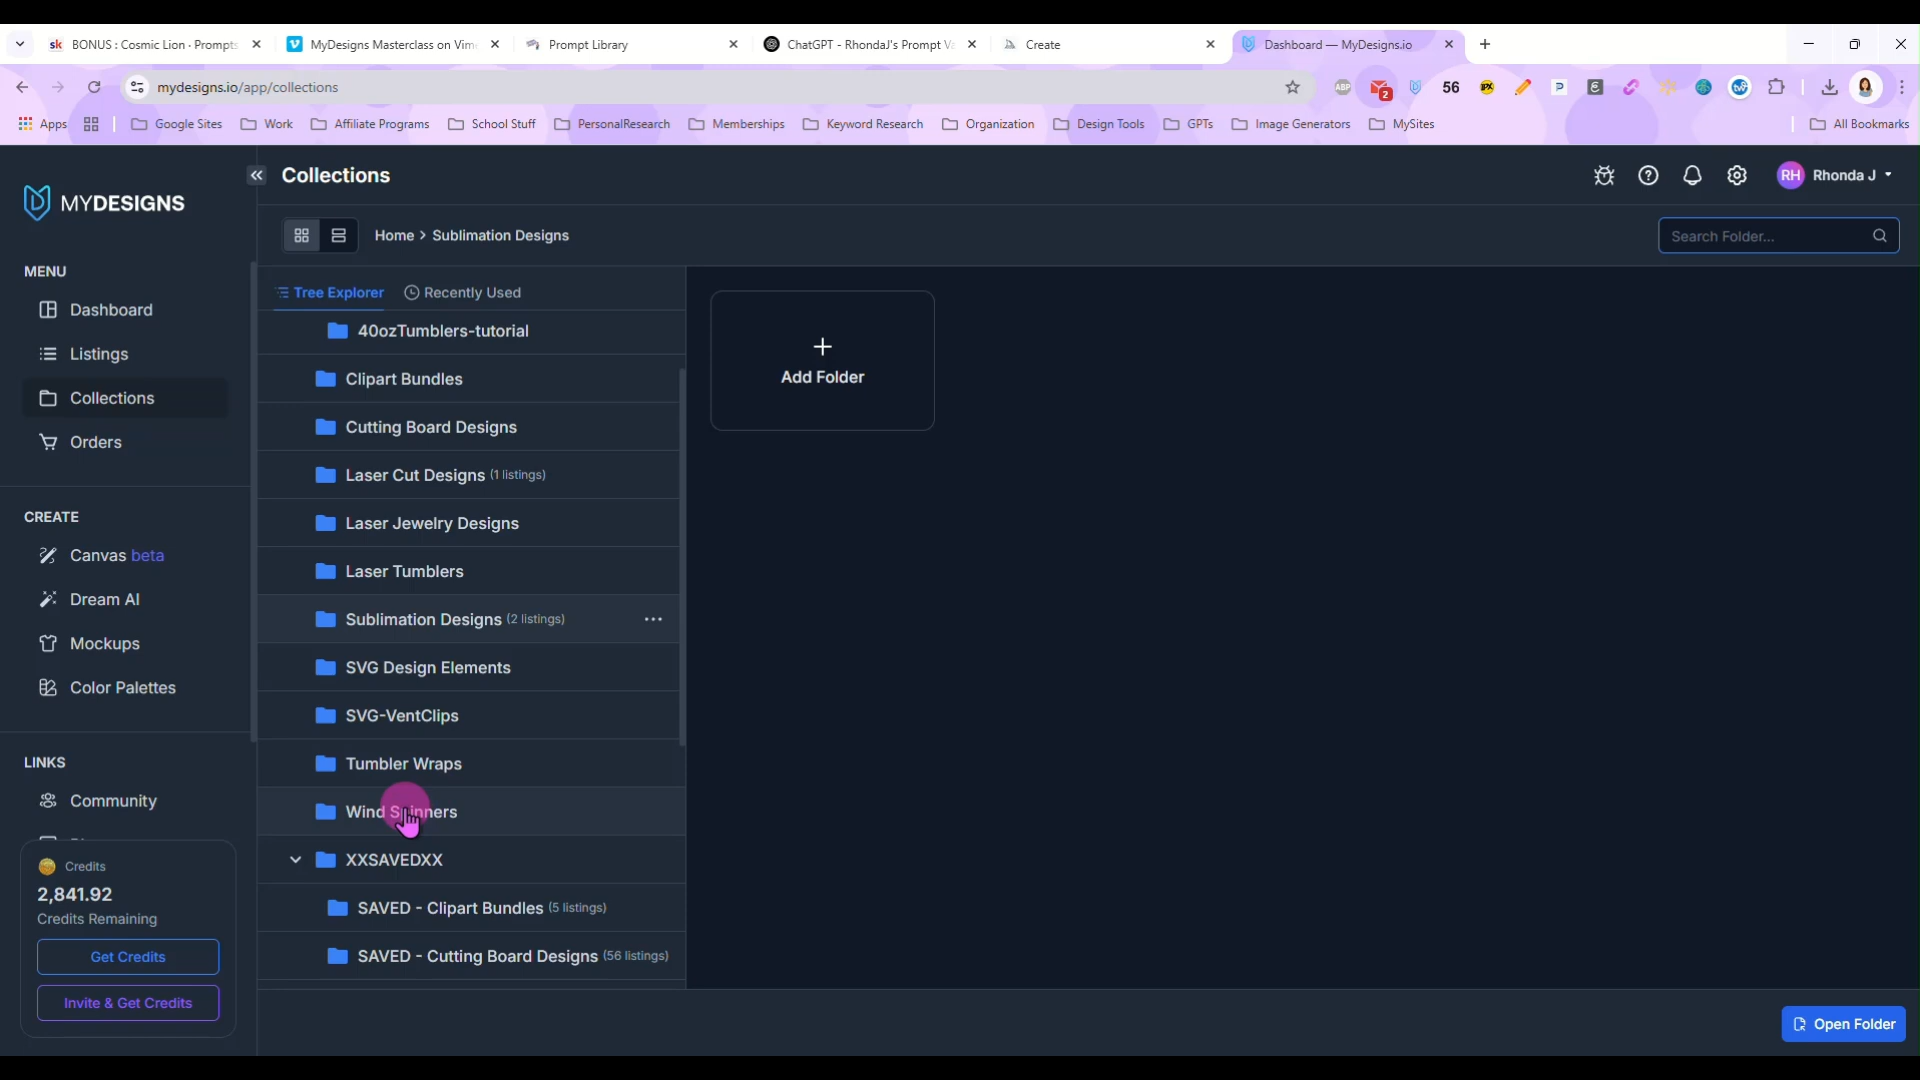 BONUS : Cosmic Lion - Prompts
MyDesigns Masterclass on Vim
Prompt Library
ChatGPT - RhondaJ's Prompt Va
Create
Dashboard — MyDesigns.io
mydesigns.io/app/collections
ABP
2
56
Apps
Google Sites
Work
Affiliate Programs
School Stuff
PersonalResearch
Memberships
Keyword Research
Organization
Design Tools
GPTs
Image Generators
MySites
All Bookmarks
MYDESIGNS
Collections
RH
Rhonda J
Home > Sublimation Designs
Search Folder...
MENU
Dashboard
Listings
Collections
Orders
CREATE
Canvas beta
Dream AI
Mockups
Color Palettes
LINKS
Community
Credits
2,841.92
Credits Remaining
Get Credits
Invite & Get Credits
Tree Explorer
Recently Used
40ozTumblers-tutorial
Clipart Bundles
Cutting Board Designs
Laser Cut Designs (1 listings)
Laser Jewelry Designs
Laser Tumblers
Sublimation Designs (2 listings)
SVG Design Elements
SVG-VentClips
Tumbler Wraps
Wind Spinners
XXSAVEDXX
SAVED - Clipart Bundles (5 listings)
SAVED - Cutting Board Designs (56 listings)
Add Folder
Open Folder